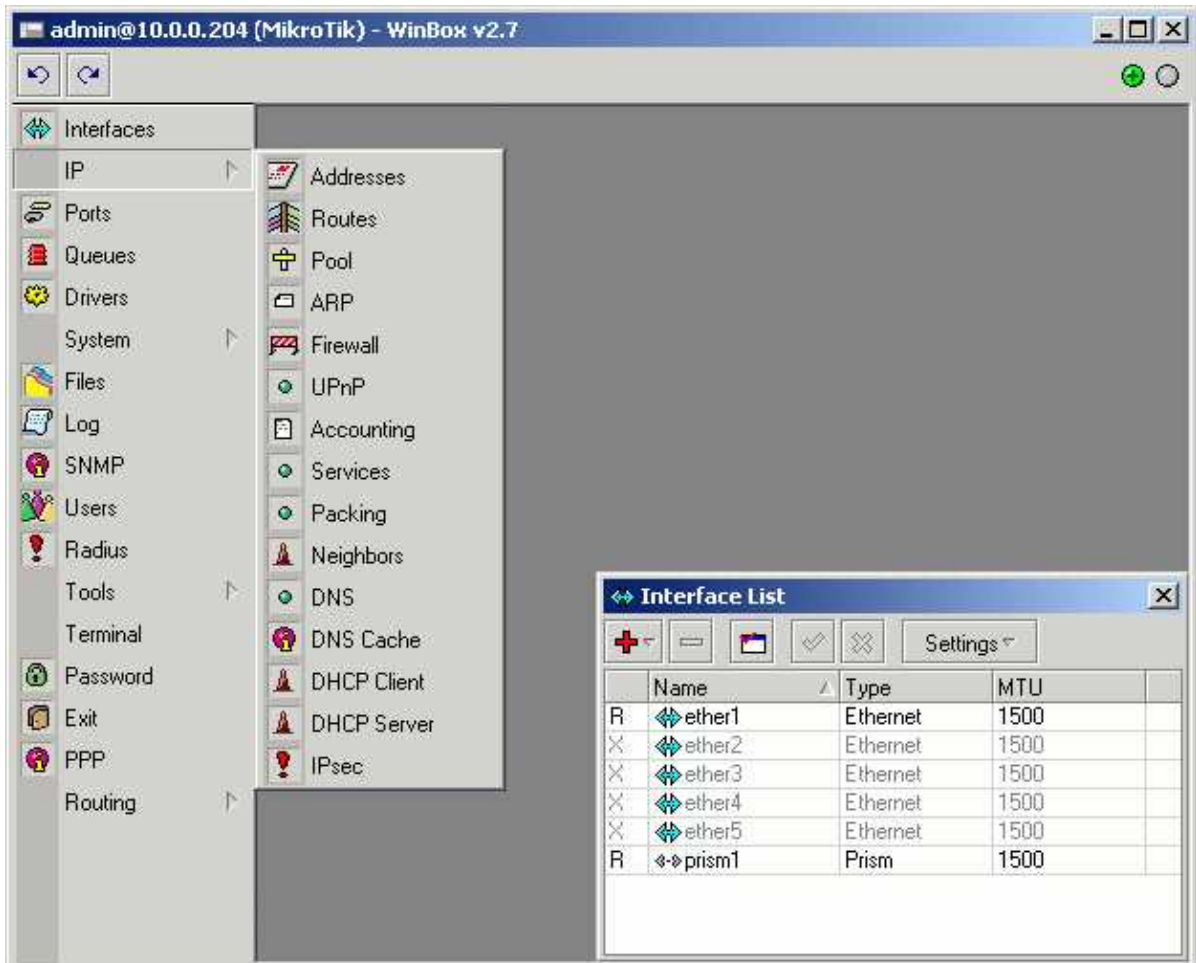 admin@10.0.0.204 (MikroTik) - WinBox v2.7
Interfaces
IP
Ports
Queues
Drivers
System
Files
Log
SNMP
Users
Radius
Tools
Terminal
Password
Exit
PPP
Routing
Addresses
Routes
Pool
ARP
Firewall
UPnP
Accounting
Services
Packing
Neighbors
DNS
DNS Cache
DHCP Client
DHCP Server
IPsec
Interface List
Settings
Name Type MTU
R ether1 Ethernet 1500
X ether2 Ethernet 1500
X ether3 Ethernet 1500
X ether4 Ethernet 1500
X ether5 Ethernet 1500
R prism1 Prism 1500